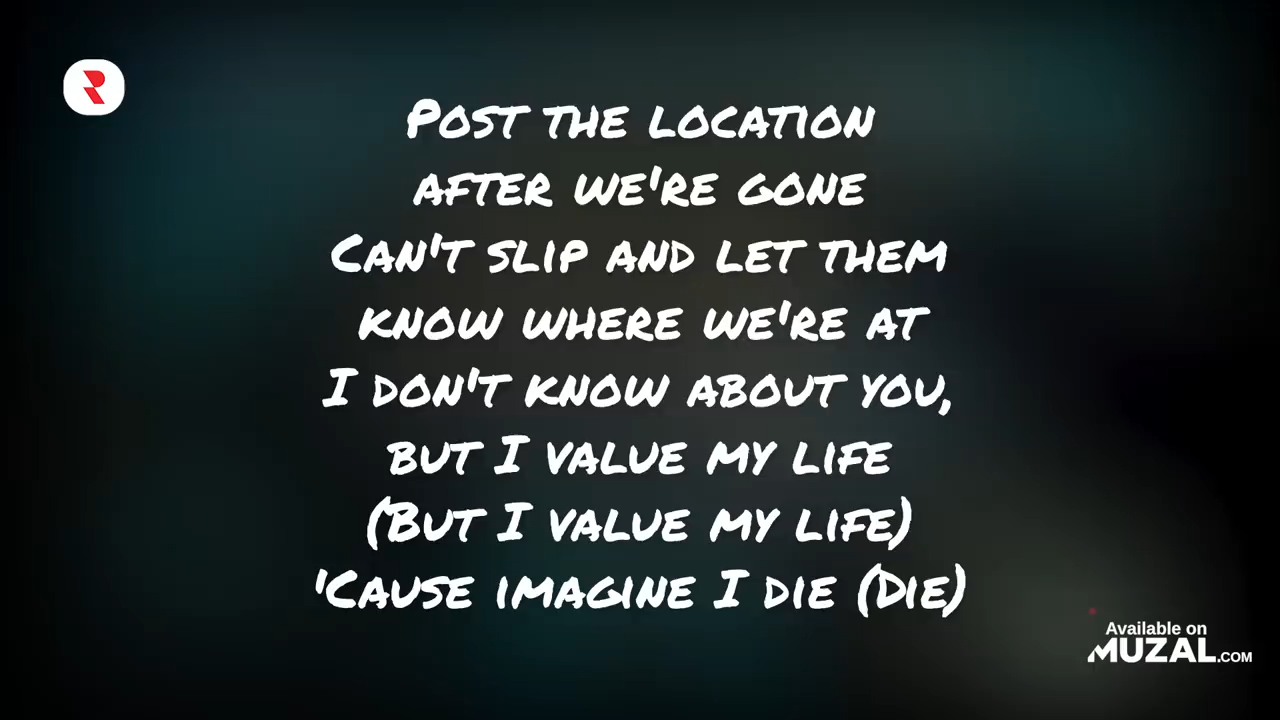 Post the location
after we're gone
Can't slip and let them
know where we're at
I don't know about you,
but I value my life
(But I value my life)
'Cause imagine I die (Die)
Available on
MUZAL.COM